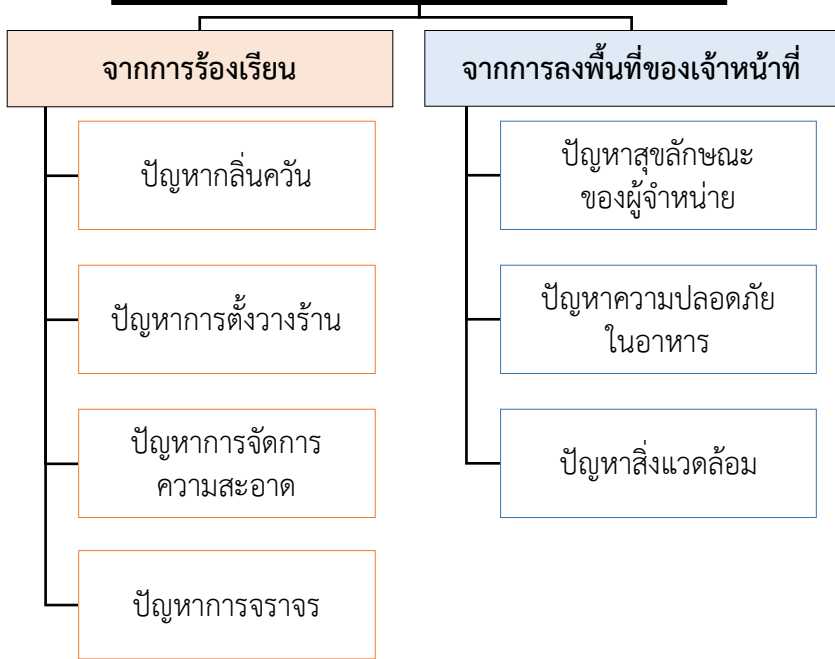 จากการร้องเรียน
ปัญหากลิ่นควัน
ปัญหาการตั้งวางร้าน
ปัญหาการจัดการ
ความสะอาด
ปัญหาการจราจร
จากการลงพื้นที่ของเจ้าหน้าที่
ปัญหาสุขลักษณะ
ของผู้จำหน่าย
ปัญหาความปลอดภัย
ในอาหาร
ปัญหาสิ่งแวดล้อม